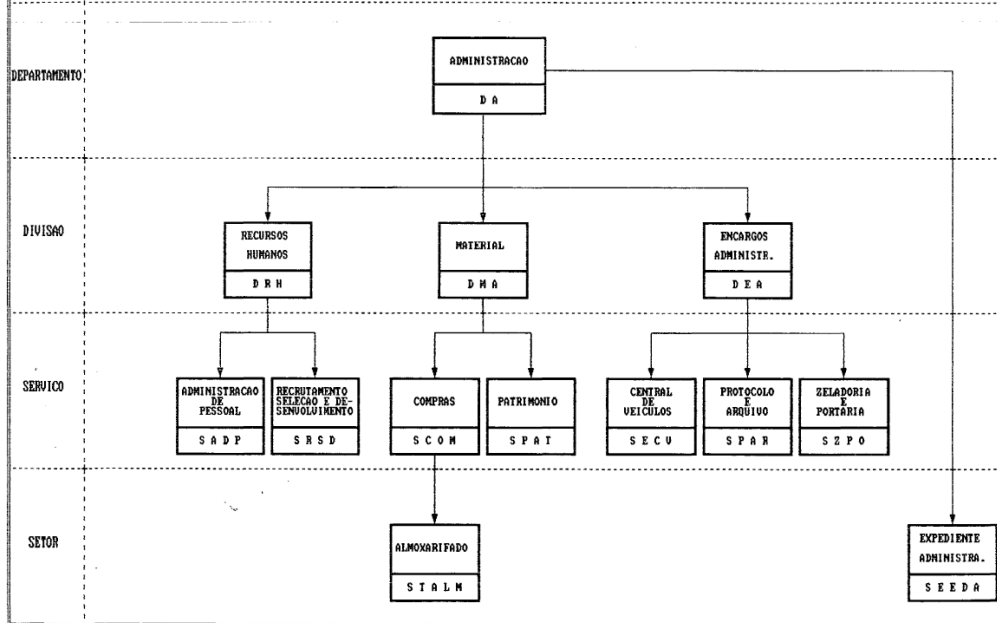 DEPARTAMENTO
ADMINISTRACAO
D A
DIVISAO
RECURSOS
HUMANOS
D R H
MATERIAL
D M A
ENCARGOS
ADMINISTR.
D E A
SERVICO
ADMINISTRACAO
DE
PESSOAL
S A D P
RECRUTAMENTO
SELECAO E DE-
SENVOLVIMENTO
S R S D
COMPRAS
S C O M
PATRIMONIO
S P A T
CENTRAL
DE
VEICULOS
S E C V
PROTOCOLO
E
ARQUIVO
S P A R
ZELADORIA
E
PORTARIA
S Z P O
SETOR
ALMOXARIFADO
S T A L M
EXPEDIENTE
ADMINISTRA.
S E E D A